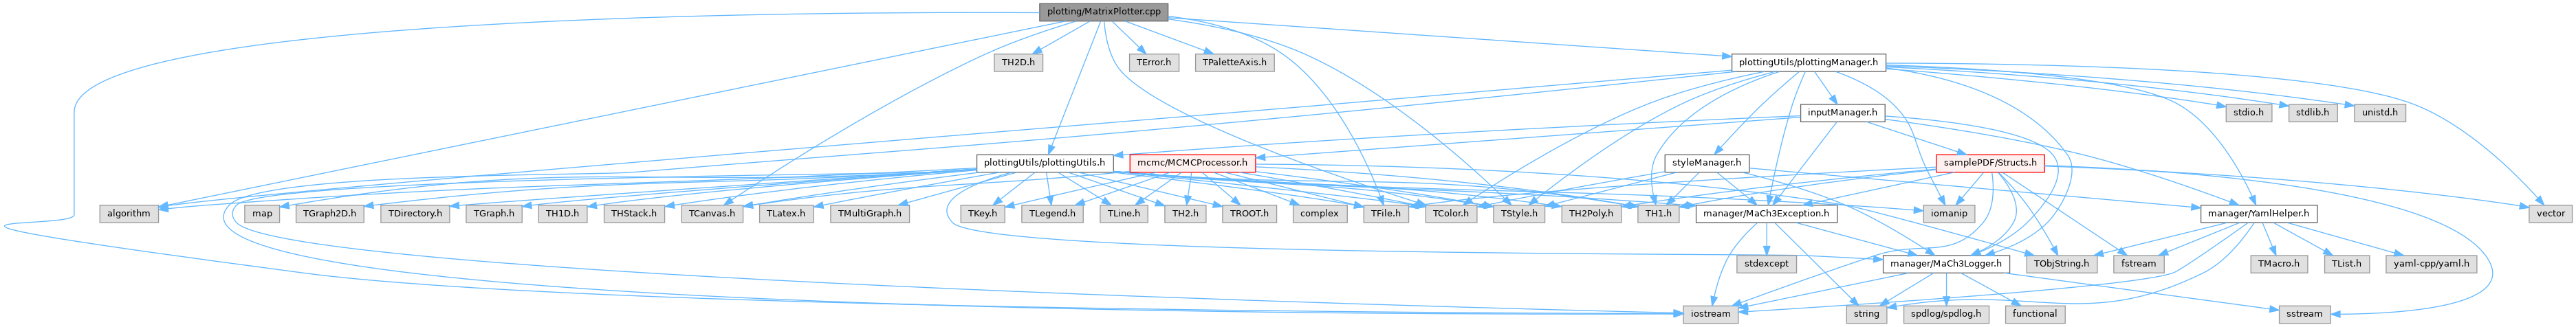 plotting/MatrixPlotter.cpp
TH2D.h
TError.h
TPaletteAxis.h
plottingUtils/plottingManager.h
inputManager.h
stdio.h
stdlib.h
unistd.h
plottingUtils/plottingUtils.h
mcmc/MCMCProcessor.h
styleManager.h
samplePDF/Structs.h
algorithm
map
TGraph2D.h
TDirectory.h
TGraph.h
TH1D.h
THStack.h
TCanvas.h
TLatex.h
TMultiGraph.h
TKey.h
TLegend.h
TLine.h
TH2.h
TROOT.h
complex
TFile.h
TColor.h
TStyle.h
TH2Poly.h
TH1.h
manager/MaCh3Exception.h
iomanip
manager/YamlHelper.h
vector
stdexcept
manager/MaCh3Logger.h
TObjString.h
fstream
TMacro.h
TList.h
yaml-cpp/yaml.h
iostream
string
spdlog/spdlog.h
functional
sstream